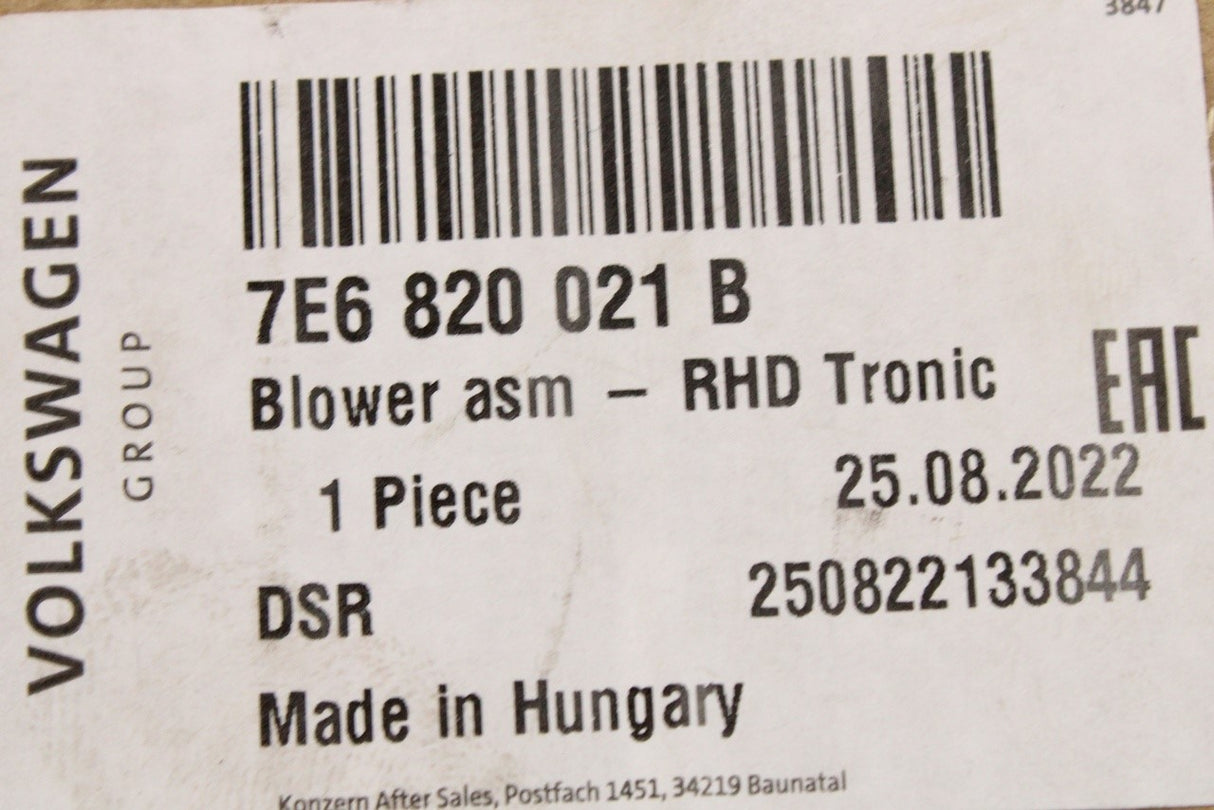 3847
VOLKSWAGEN
GROUP
7E6 820 021 B
Blower asm – RHD Tronic
EAC
1 Piece 25.08.2022
DSR 250822133844
Made in Hungary
Konzern After Sales, Postfach 1451, 34219 Baunatal